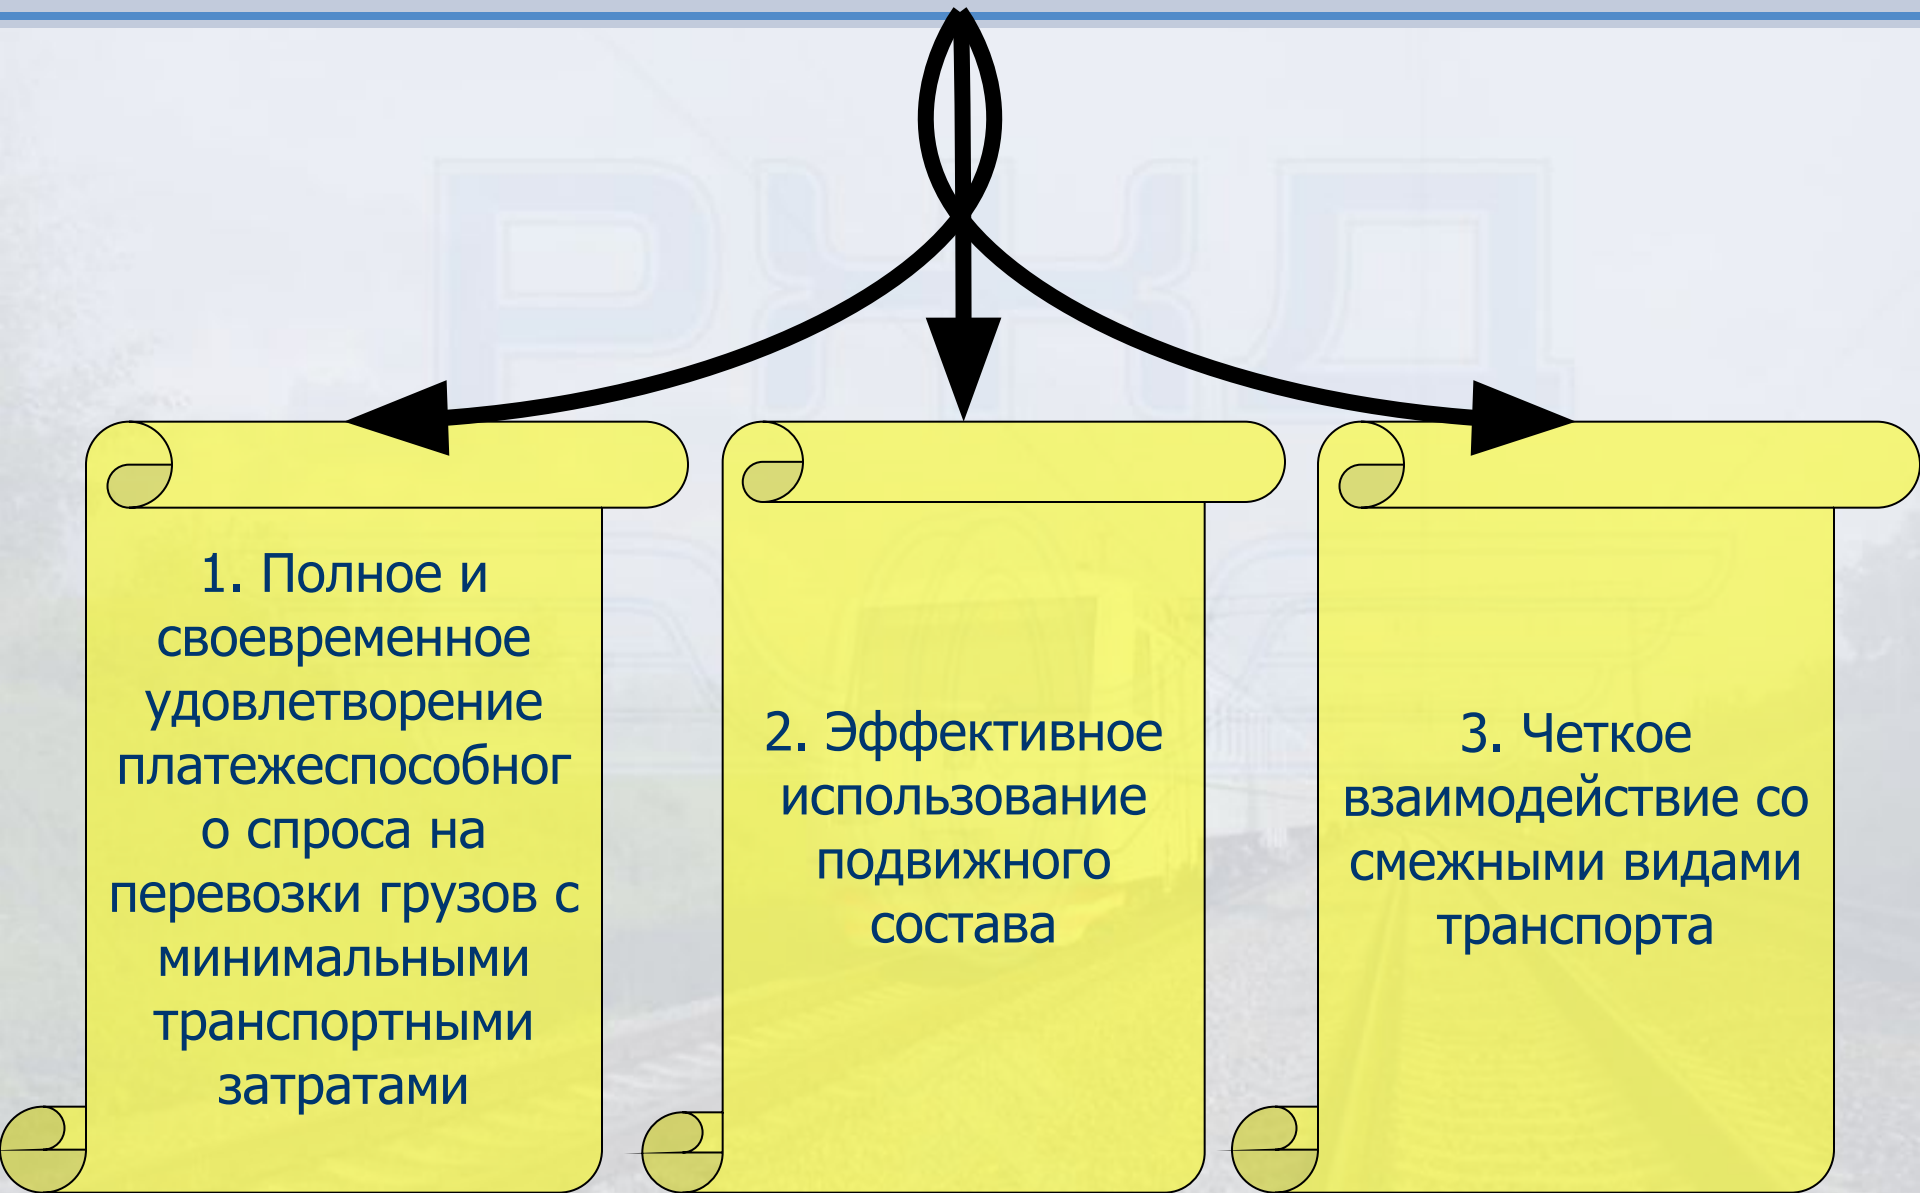 РЖД
1. Полное и
своевременное
удовлетворение
платежеспособног
о спроса на
перевозки грузов с
минимальными
транспортными
затратами
2. Эффективное
использование
подвижного
состава
3. Четкое
взаимодействие со
смежными видами
транспорта